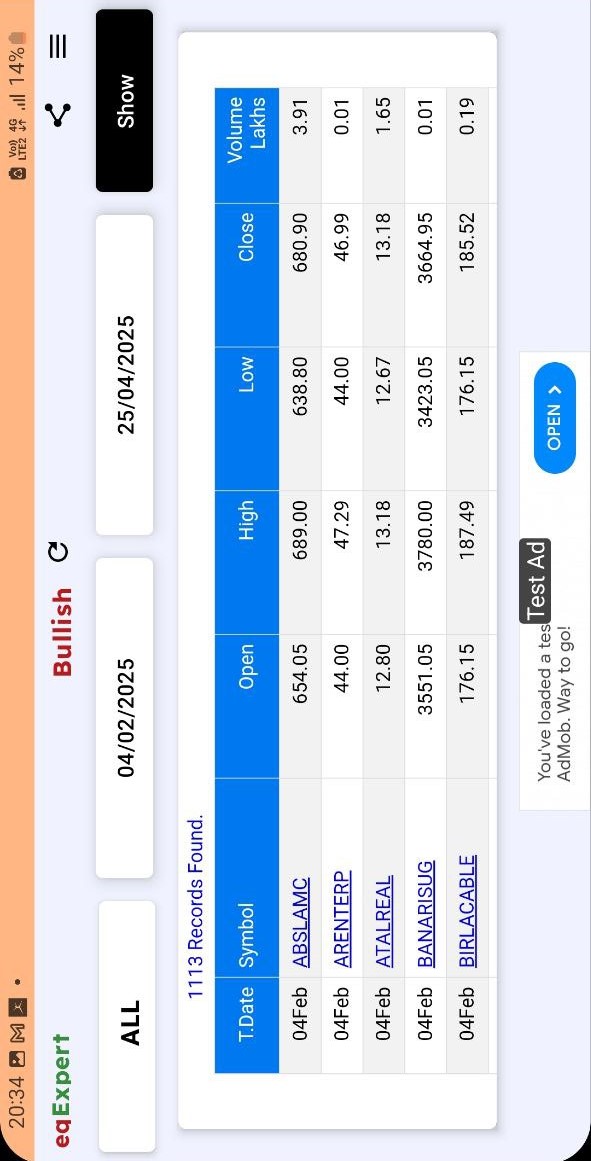 20:34
Vo)) 4G
LTE2 14%
eqExpert Bullish
ALL 04/02/2025 25/04/2025 Show
1113 Records Found.
T.Date Symbol Open High Low Close Volume
Lakhs
04Feb ABSLAMC 654.05 689.00 638.80 680.90 3.91
04Feb ARENTERP 44.00 47.29 44.00 46.99 0.01
04Feb ATALREAL 12.80 13.18 12.67 13.18 1.65
04Feb BANARISUG 3551.05 3780.00 3423.05 3664.95 0.01
04Feb BIRLACABLE 176.15 187.49 176.15 185.52 0.19
Test Ad
You've loaded a tes
AdMob. Way to go!
OPEN